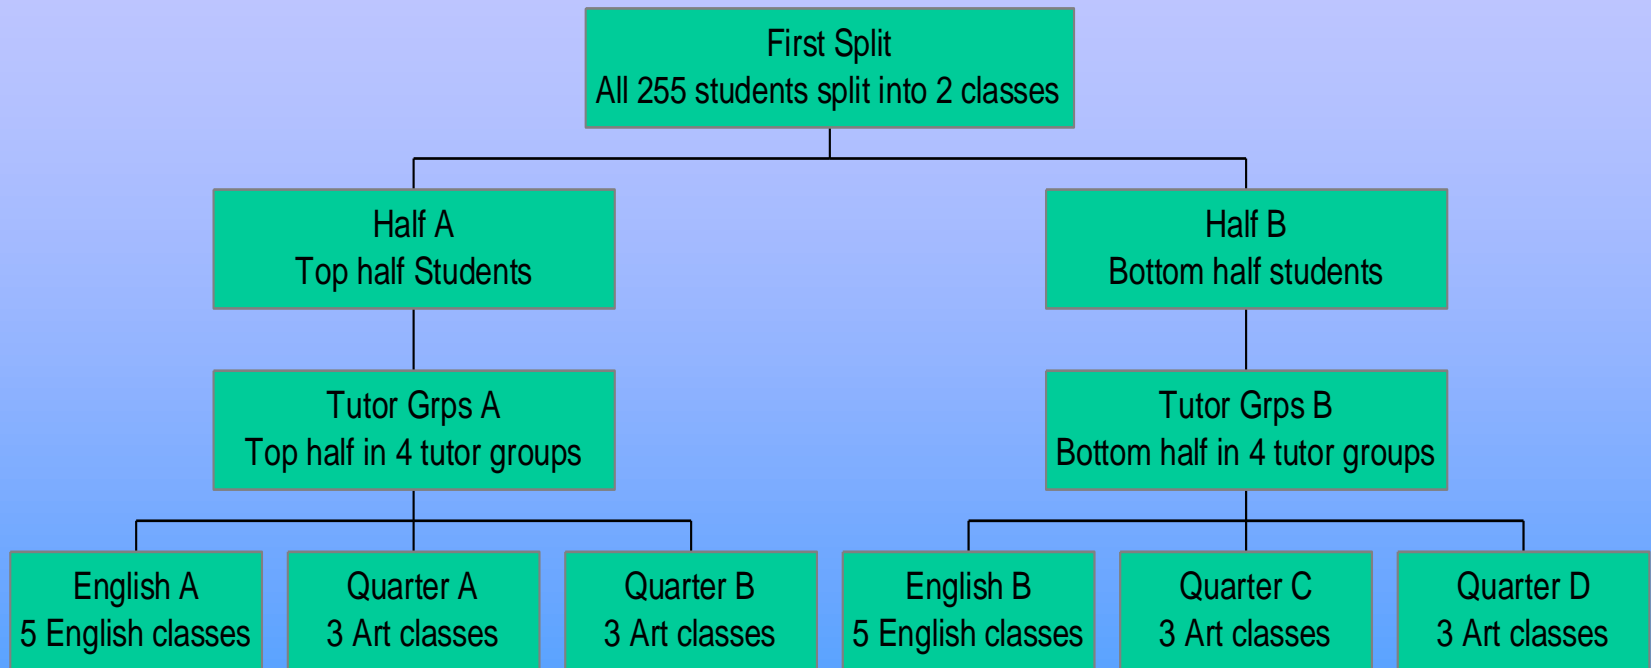 First Split
All 255 students split into 2 classes
Half A
Top half Students
Half B
Bottom half students
Tutor Grps A
Top half in 4 tutor groups
Tutor Grps B
Bottom half in 4 tutor groups
English A
5 English classes
Quarter A
3 Art classes
Quarter B
3 Art classes
English B
5 English classes
Quarter C
3 Art classes
Quarter D
3 Art classes